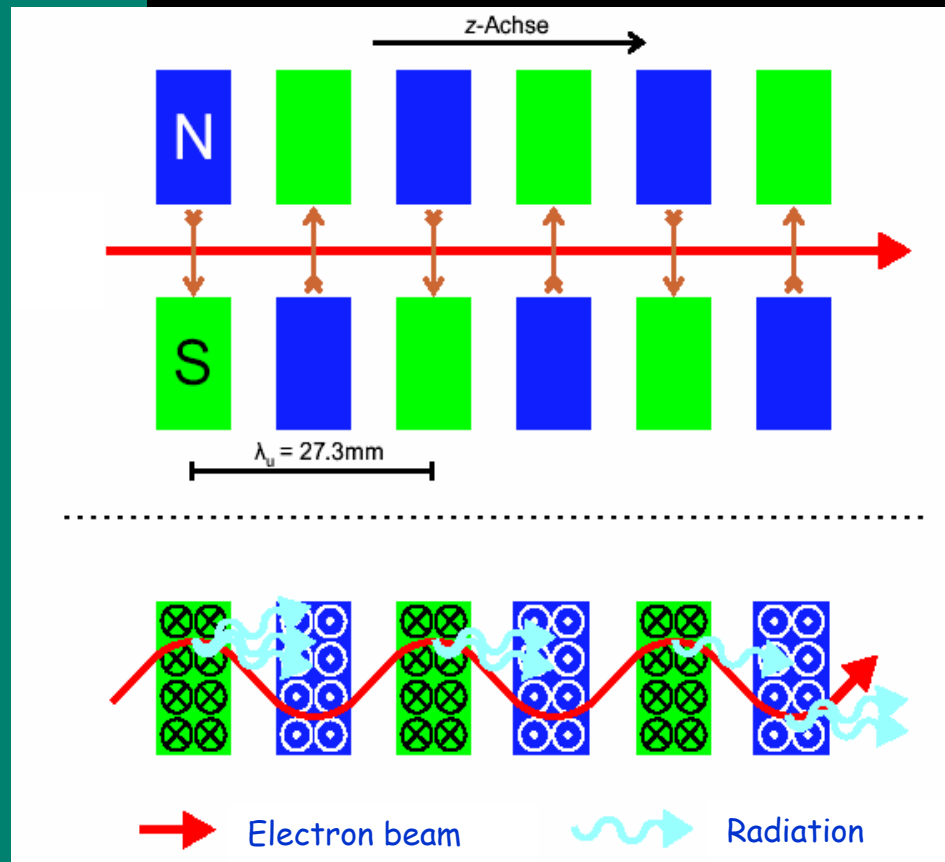 z-Achse
N
S
λu = 27.3mm
Electron beam
Radiation